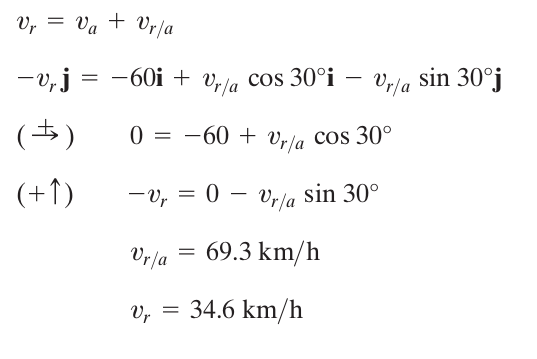 v_r = v_a + v_{r/a}
−v_r **j** = −60**i** + v_{r/a} cos 30°**i** − v_{r/a} sin 30°**j**
(⥱) 0 = −60 + v_{r/a} cos 30°
(+↑) −v_r = 0 − v_{r/a} sin 30°
v_{r/a} = 69.3 km/h
v_r = 34.6 km/h